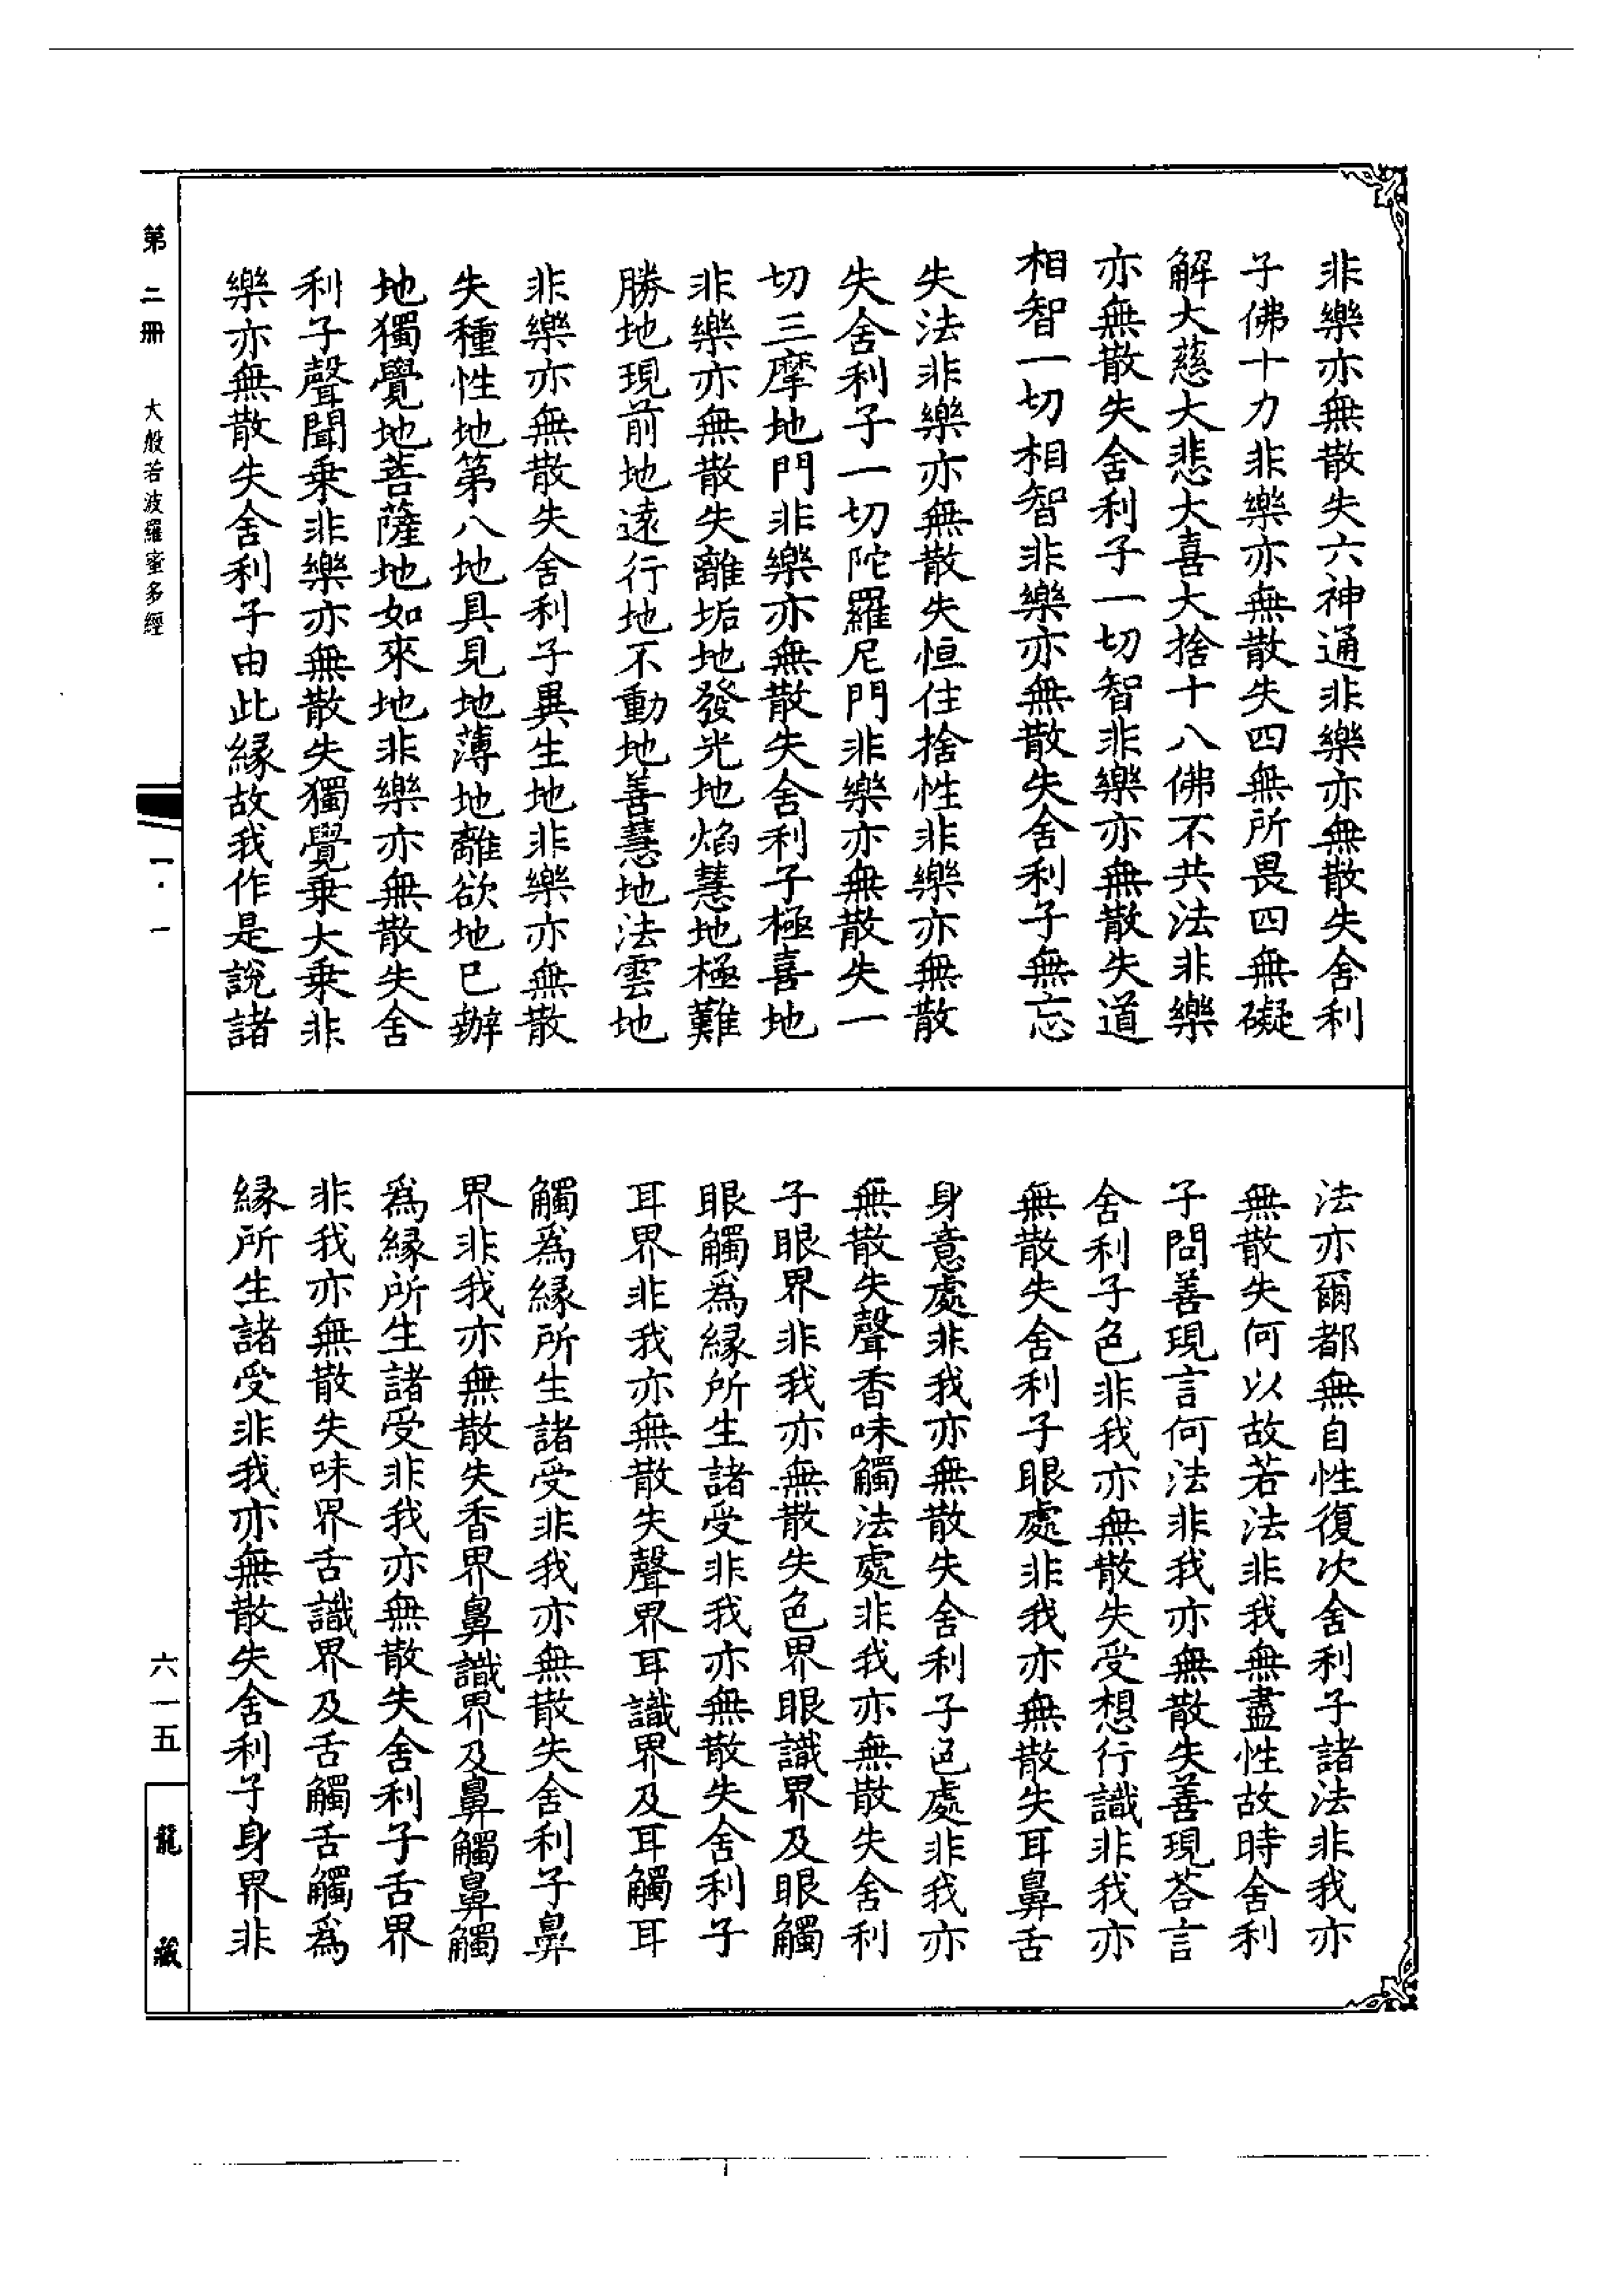 非樂亦無散失六神通非樂亦無散失舍利
子佛十力非樂亦無散失四無所畏四無礙
解大慈大悲大喜大捨十八佛不共法非樂
亦無散失舍利子一切智非樂亦無散失道
相智一切相智非樂亦無散失舍利子無忘
失法非樂亦無散失恒住捨性非樂亦無散
失舍利子一切陀羅尼門非樂亦無散失一
切三摩地門非樂亦無散失舍利子極喜地
非樂亦無散失離垢地發光地焰慧地極難
勝地現前地遠行地不動地善慧地法雲地
非樂亦無散失舍利子異生地非樂亦無散
失種性地第八地具見地薄地離欲地已辦
地獨覺地菩薩地如來地非樂亦無散失舍
利子聲聞乗非樂亦無散失獨覺乗大乗非
樂亦無散失舍利子由此縁故我作是說諸
法亦爾都無自性復次舍利子諸法非我亦
無散失何以故若法非我無盡性故時舍利
子問善現言何法非我亦無散失善現荅言
舍利子色非我亦無散失受想行識非我亦
無散失舍利子眼處非我亦無散失耳鼻舌
身意處非我亦無散失舍利子色處非我亦
無散失聲香味觸法處非我亦無散失舍利
子眼界非我亦無散失色界眼識界及眼觸
眼觸爲縁所生諸受非我亦無散失舍利子
耳界非我亦無散失聲界耳識界及耳觸耳
觸爲縁所生諸受非我亦無散失舍利子鼻
界非我亦無散失香界鼻識界及鼻觸鼻觸
爲縁所生諸受非我亦無散失舍利子舌界
非我亦無散失味界舌識界及舌觸舌觸爲
縁所生諸受非我亦無散失舍利子身界非
第二冊 大般若波羅蜜多經
一·一
六一五
龍藏